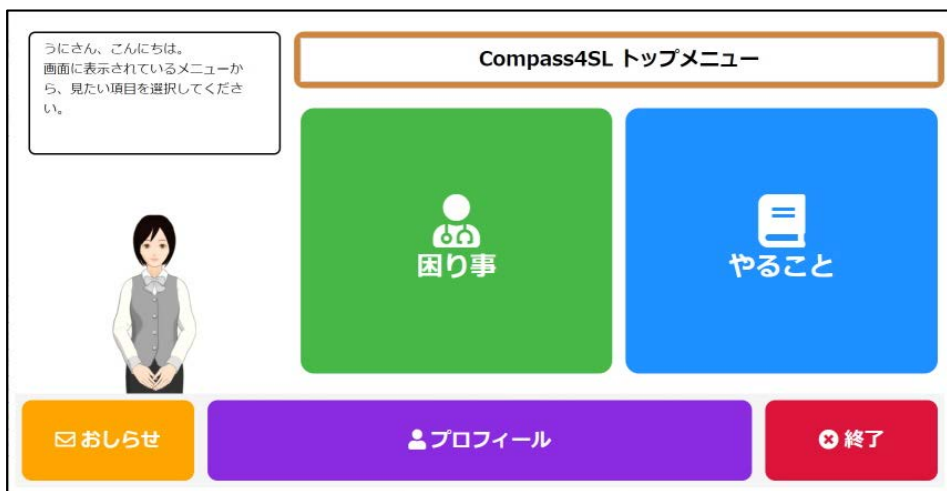 うにさん、こんにちは。
画面に表示されているメニューか
ら、見たい項目を選択してくださ
い。
Compass4SL トップメニュー
困り事
やること
おしらせ
プロフィール
終了